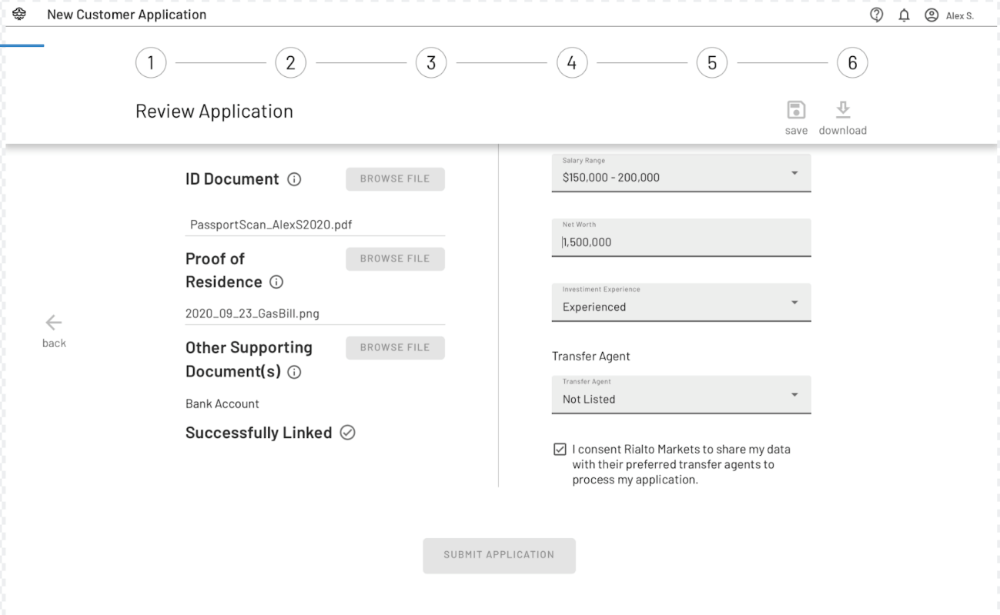 New Customer Application
Alex S.
1
2
3
4
5
6
Review Application
save
download
back
ID Document
BROWSE FILE
PassportScan_AlexS2020.pdf
Proof of
Residence
BROWSE FILE
2020_09_23_GasBill.png
Other Supporting
Document(s)
BROWSE FILE
Bank Account
Successfully Linked
Salary Range
$150,000 - 200,000
Net Worth
1,500,000
Investiment Experience
Experienced
Transfer Agent
Transfer Agent
Not Listed
I consent Rialto Markets to share my data
with their preferred transfer agents to
process my application.
SUBMIT APPLICATION